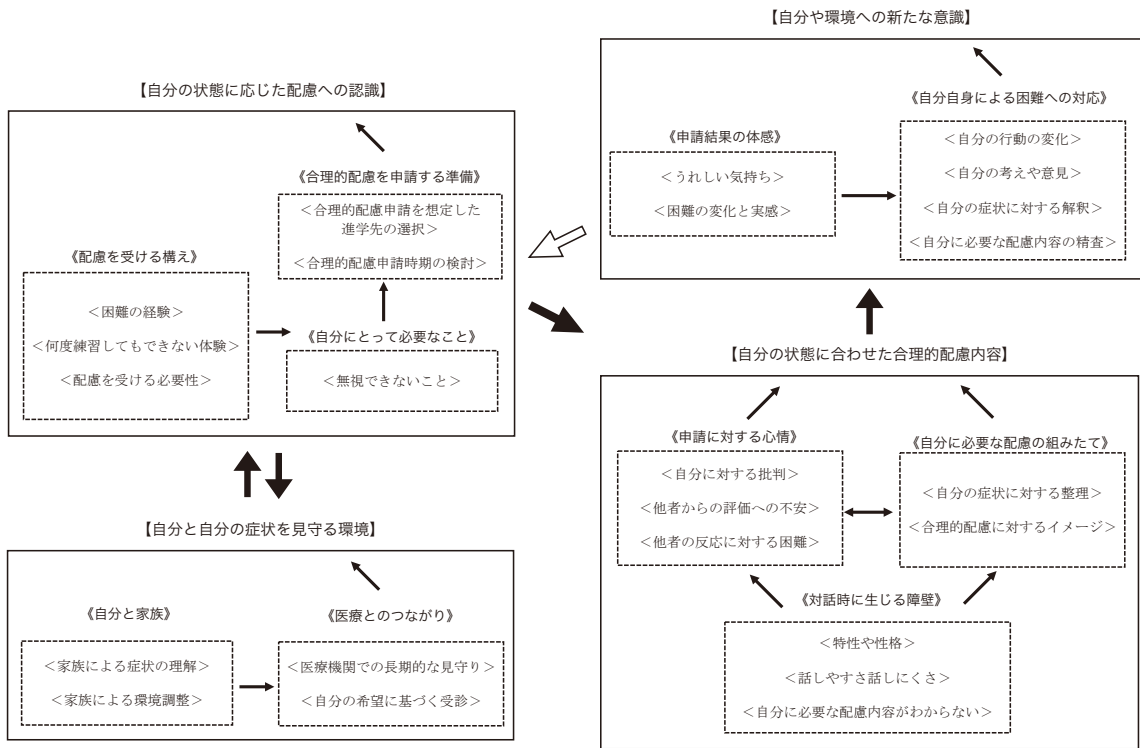 【自分の状態に応じた配慮への認識】
《合理的配慮を申請する準備》
＜合理的配慮申請を想定した
進学先の選択＞
＜合理的配慮申請時期の検討＞
《配慮を受ける構え》
＜困難の経験＞
＜何度練習してもできない体験＞
＜配慮を受ける必要性＞
《自分にとって必要なこと》
＜無視できないこと＞
【自分と自分の症状を見守る環境】
《自分と家族》
＜家族による症状の理解＞
＜家族による環境調整＞
《医療とのつながり》
＜医療機関での長期的な見守り＞
＜自分の希望に基づく受診＞
【自分や環境への新たな意識】
《自分自身による困難への対応》
＜自分の行動の変化＞
＜自分の考えや意見＞
＜自分の症状に対する解釈＞
＜自分に必要な配慮内容の精査＞
《申請結果の体感》
＜うれしい気持ち＞
＜困難の変化と実感＞
【自分の状態に合わせた合理的配慮内容】
《申請に対する心情》
＜自分に対する批判＞
＜他者からの評価への不安＞
＜他者の反応に対する困難＞
《自分に必要な配慮の組みたて》
＜自分の症状に対する整理＞
＜合理的配慮に対するイメージ＞
《対話時に生じる障壁》
＜特性や性格＞
＜話しやすさ話しにくさ＞
＜自分に必要な配慮内容がわからない＞